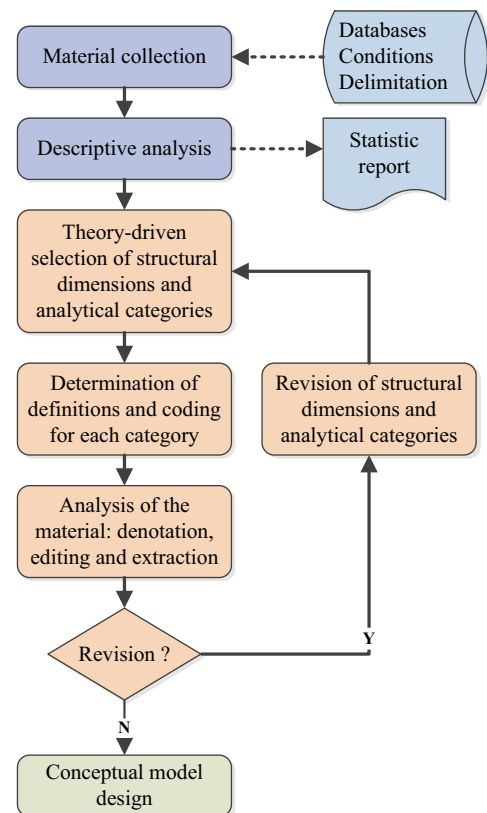 Material collection
Databases
Conditions
Delimitation
Descriptive analysis
Statistic
report
Theory-driven
selection of structural
dimensions and
analytical categories
Determination of
definitions and coding
for each category
Revision of structural
dimensions and
analytical categories
Analysis of the
material: denotation,
editing and extraction
Revision ?
Y
N
Conceptual model
design